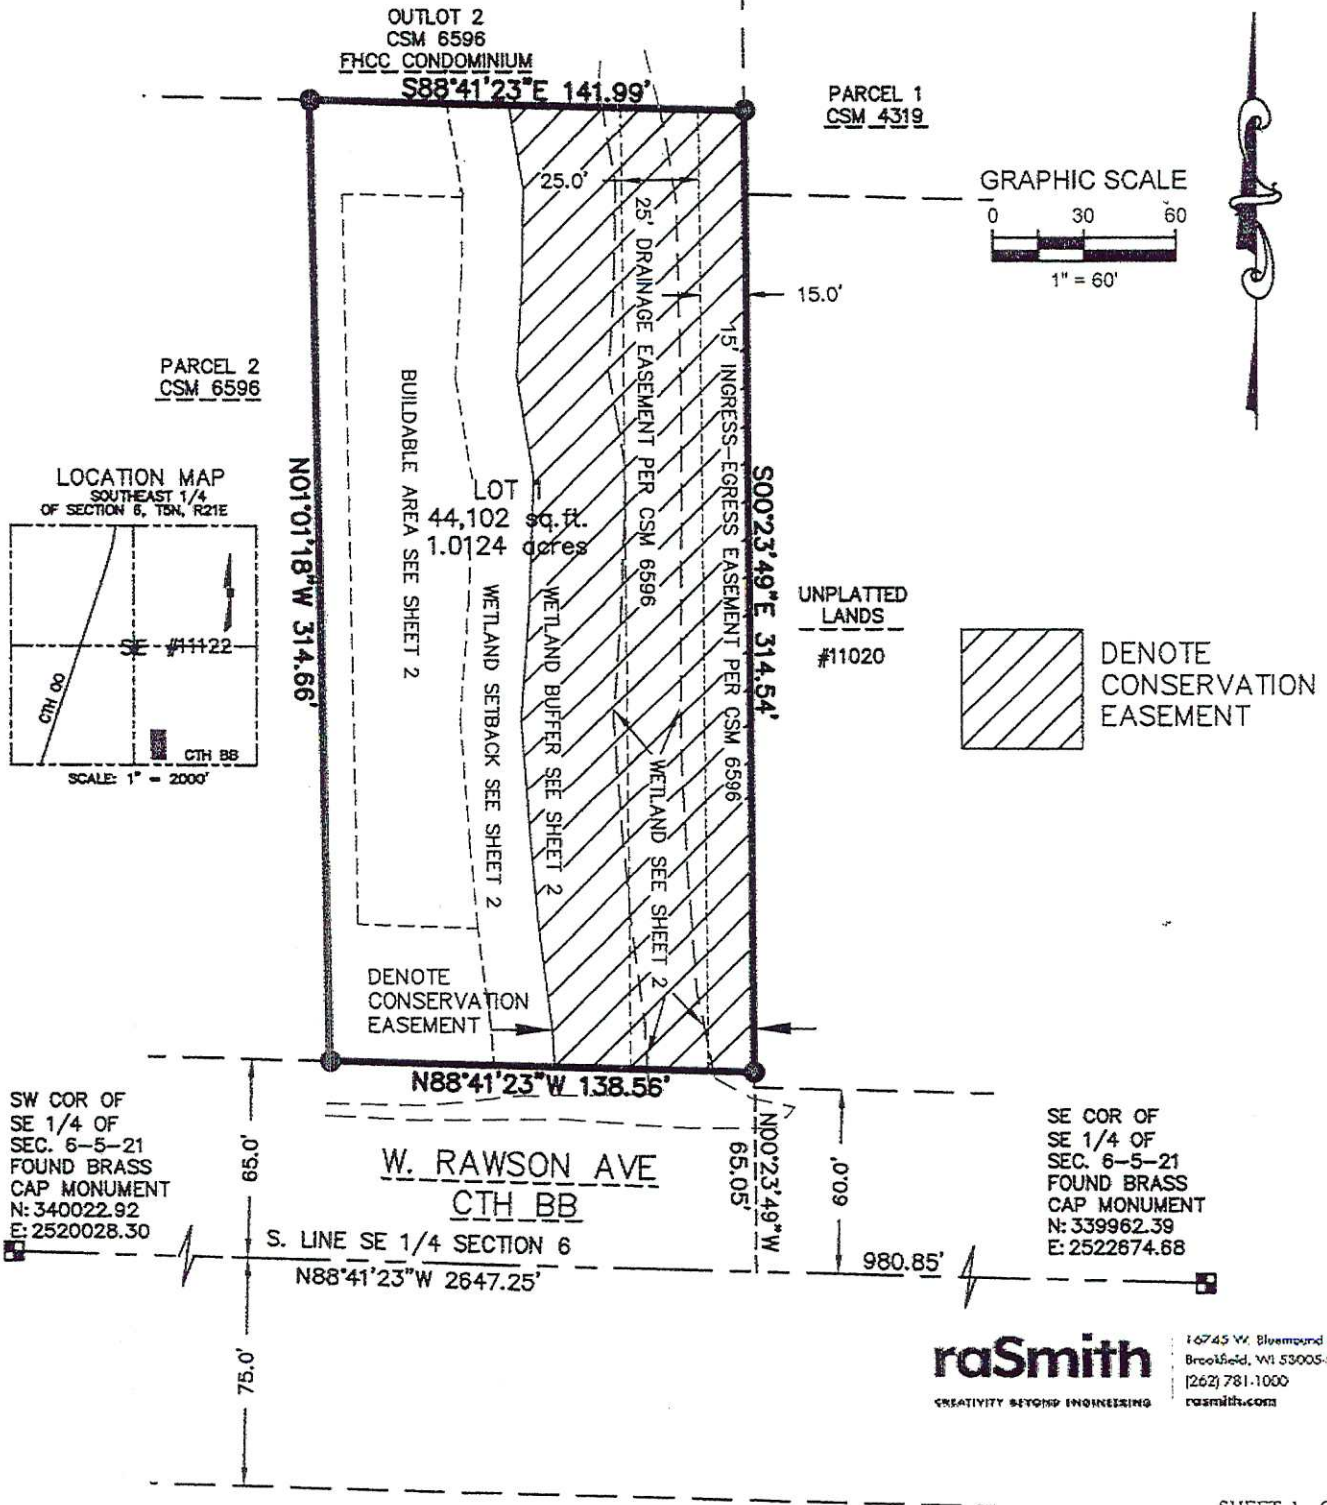 OUTLOT 2
CSM 6596
FHCC CONDOMINIUM
S88°41'23"E 141.99'
PARCEL 1
CSM 4319
GRAPHIC SCALE
0 30 60
1" = 60'
25.0'
15.0'
25' DRAINAGE EASEMENT PER CSM 6596
15' INGRESS-EGRESS EASEMENT PER CSM 6596
PARCEL 2
CSM 6596
BUILDABLE AREA SEE SHEET 2
LOT 1
44,102 sq.ft.
1.0124 acres
WETLAND SETBACK SEE SHEET 2
WETLAND BUFFER SEE SHEET 2
WETLAND SEE SHEET 2
N01°01'18"W 314.66'
S00°23'49"E 314.54'
LOCATION MAP
SOUTHEAST 1/4
OF SECTION 6, T5N, R21E
SE #11122
CTH OO
CTH BB
SCALE: 1" = 2000'
UNPLATTED
LANDS
#11020
DENOTE
CONSERVATION
EASEMENT
DENOTE
CONSERVATION
EASEMENT
N88°41'23"W 138.56'
SW COR OF
SE 1/4 OF
SEC. 6-5-21
FOUND BRASS
CAP MONUMENT
N: 340022.92
E: 2520028.30
65.0'
W. RAWSON AVE
CTH BB
N00°23'49"W
65.05'
60.0'
SE COR OF
SE 1/4 OF
SEC. 6-5-21
FOUND BRASS
CAP MONUMENT
N: 339962.39
E: 2522674.68
S. LINE SE 1/4 SECTION 6
N88°41'23"W 2647.25'
980.85'
75.0'
raSmith
CREATIVITY BEYOND ENGINEERING
16745 W. Bluemound
Brookfield, WI 53005-
(262) 781-1000
rasmith.com